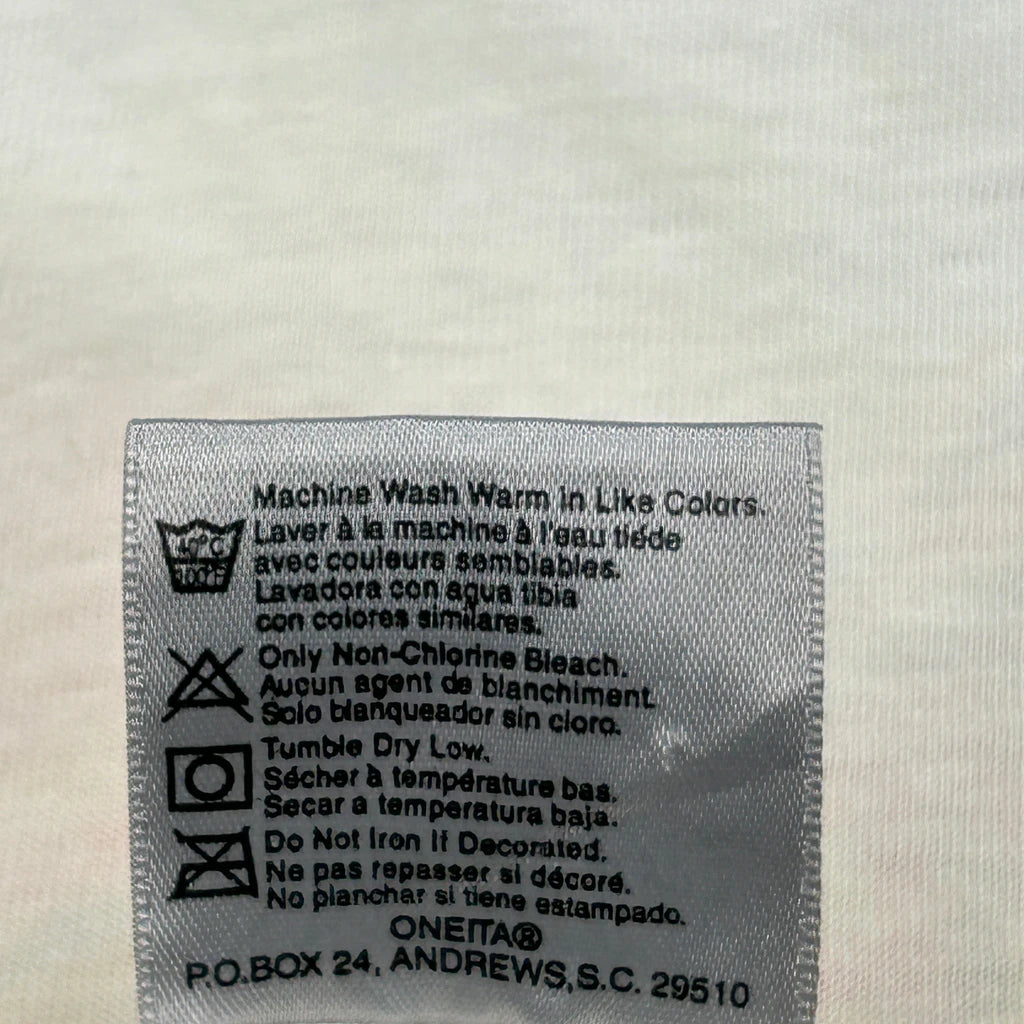 Machine Wash Warm in Like Colors.
40°C
Laver à la machine à l'eau tiéde
100°F
avec couleurs semblables.
Lavadora con agua tibia
con colores similares.
Only Non-Chlorine Bleach.
Aucun agent de blanchiment.
Solo blanqueador sin cloro.
Tumble Dry Low.
Sécher à température bas.
Secar a temperatura baja.
Do Not Iron If Decorated.
Ne pas repasser si décoré.
No planchar si tiene estampado.
ONEITA®
P.O.BOX 24, ANDREWS,S.C. 29510